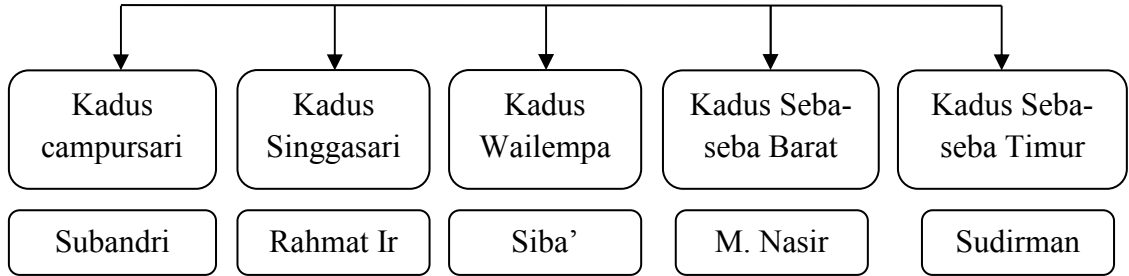 Kadus
campursari
Kadus
Singgasari
Kadus
Wailempa
Kadus Seba-
seba Barat
Kadus Seba-
seba Timur
Subandri
Rahmat Ir
Siba’
M. Nasir
Sudirman